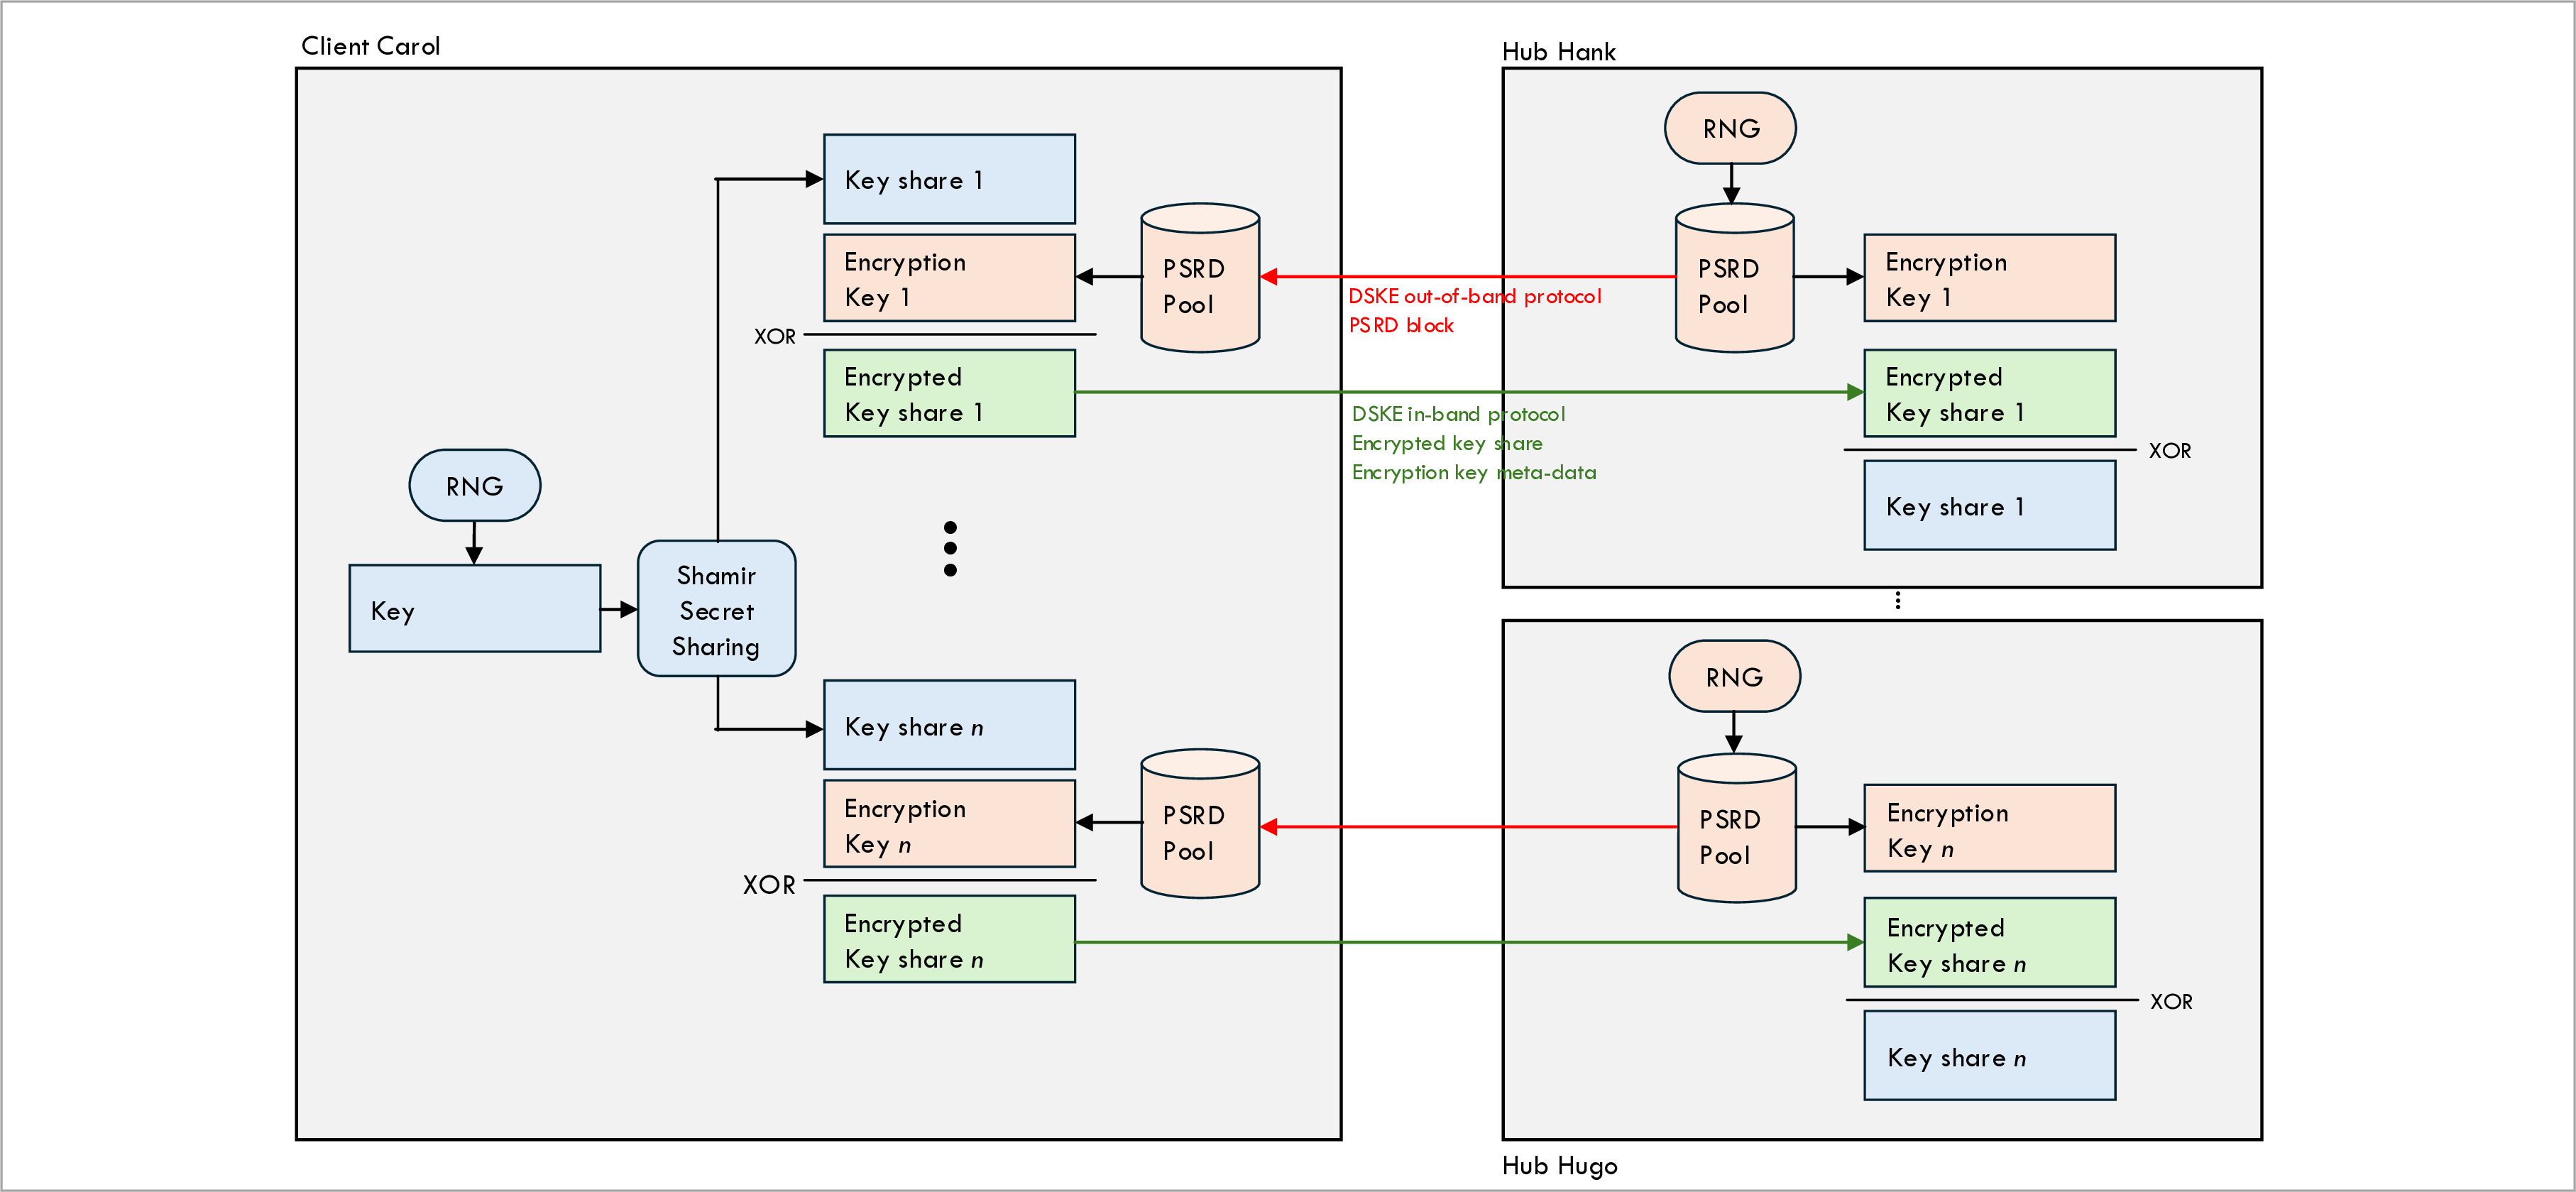 Client Carol
Key share 1
Encryption
Key 1
PSRD
Pool
XOR
Encrypted
Key share 1
RNG
Key
Shamir
Secret
Sharing
Key share n
Encryption
Key n
PSRD
Pool
XOR
Encrypted
Key share n
DSKE out-of-band protocol
PSRD block
DSKE in-band protocol
Encrypted key share
Encryption key meta-data
Hub Hank
RNG
PSRD
Pool
Encryption
Key 1
Encrypted
Key share 1
XOR
Key share 1
RNG
PSRD
Pool
Encryption
Key n
Encrypted
Key share n
XOR
Key share n
Hub Hugo